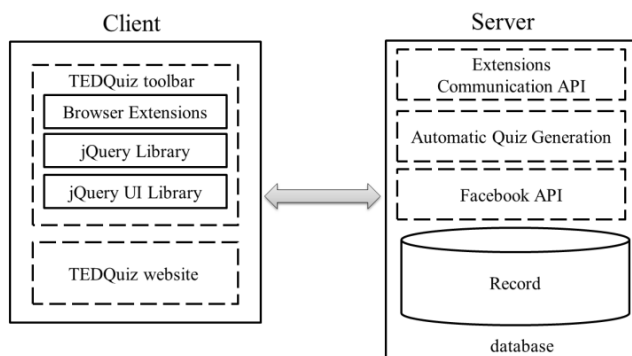 Client
TEDQuiz toolbar
Browser Extensions
jQuery Library
jQuery UI Library
TEDQuiz website
Server
Extensions
Communication API
Automatic Quiz Generation
Facebook API
Record
database